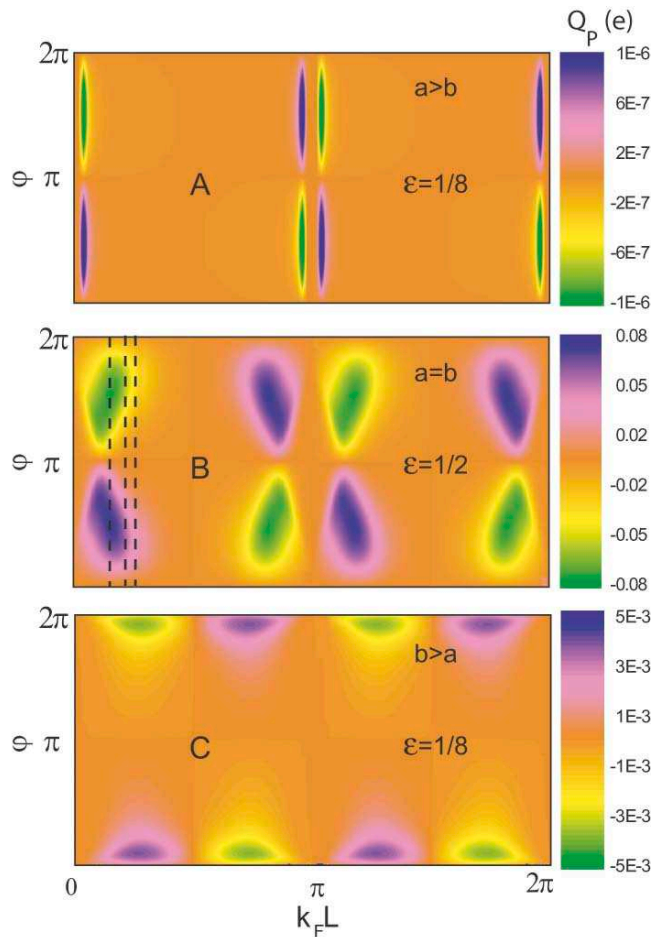 Q_P (e)
2π
φ π
a>b
A
ε=1/8
1E-6
6E-7
2E-7
-2E-7
-6E-7
-1E-6
2π
φ π
a=b
B
ε=1/2
0.08
0.05
0.02
-0.02
-0.05
-0.08
2π
φ π
b>a
C
ε=1/8
5E-3
3E-3
1E-3
-1E-3
-3E-3
-5E-3
0 π 2π
k_F L